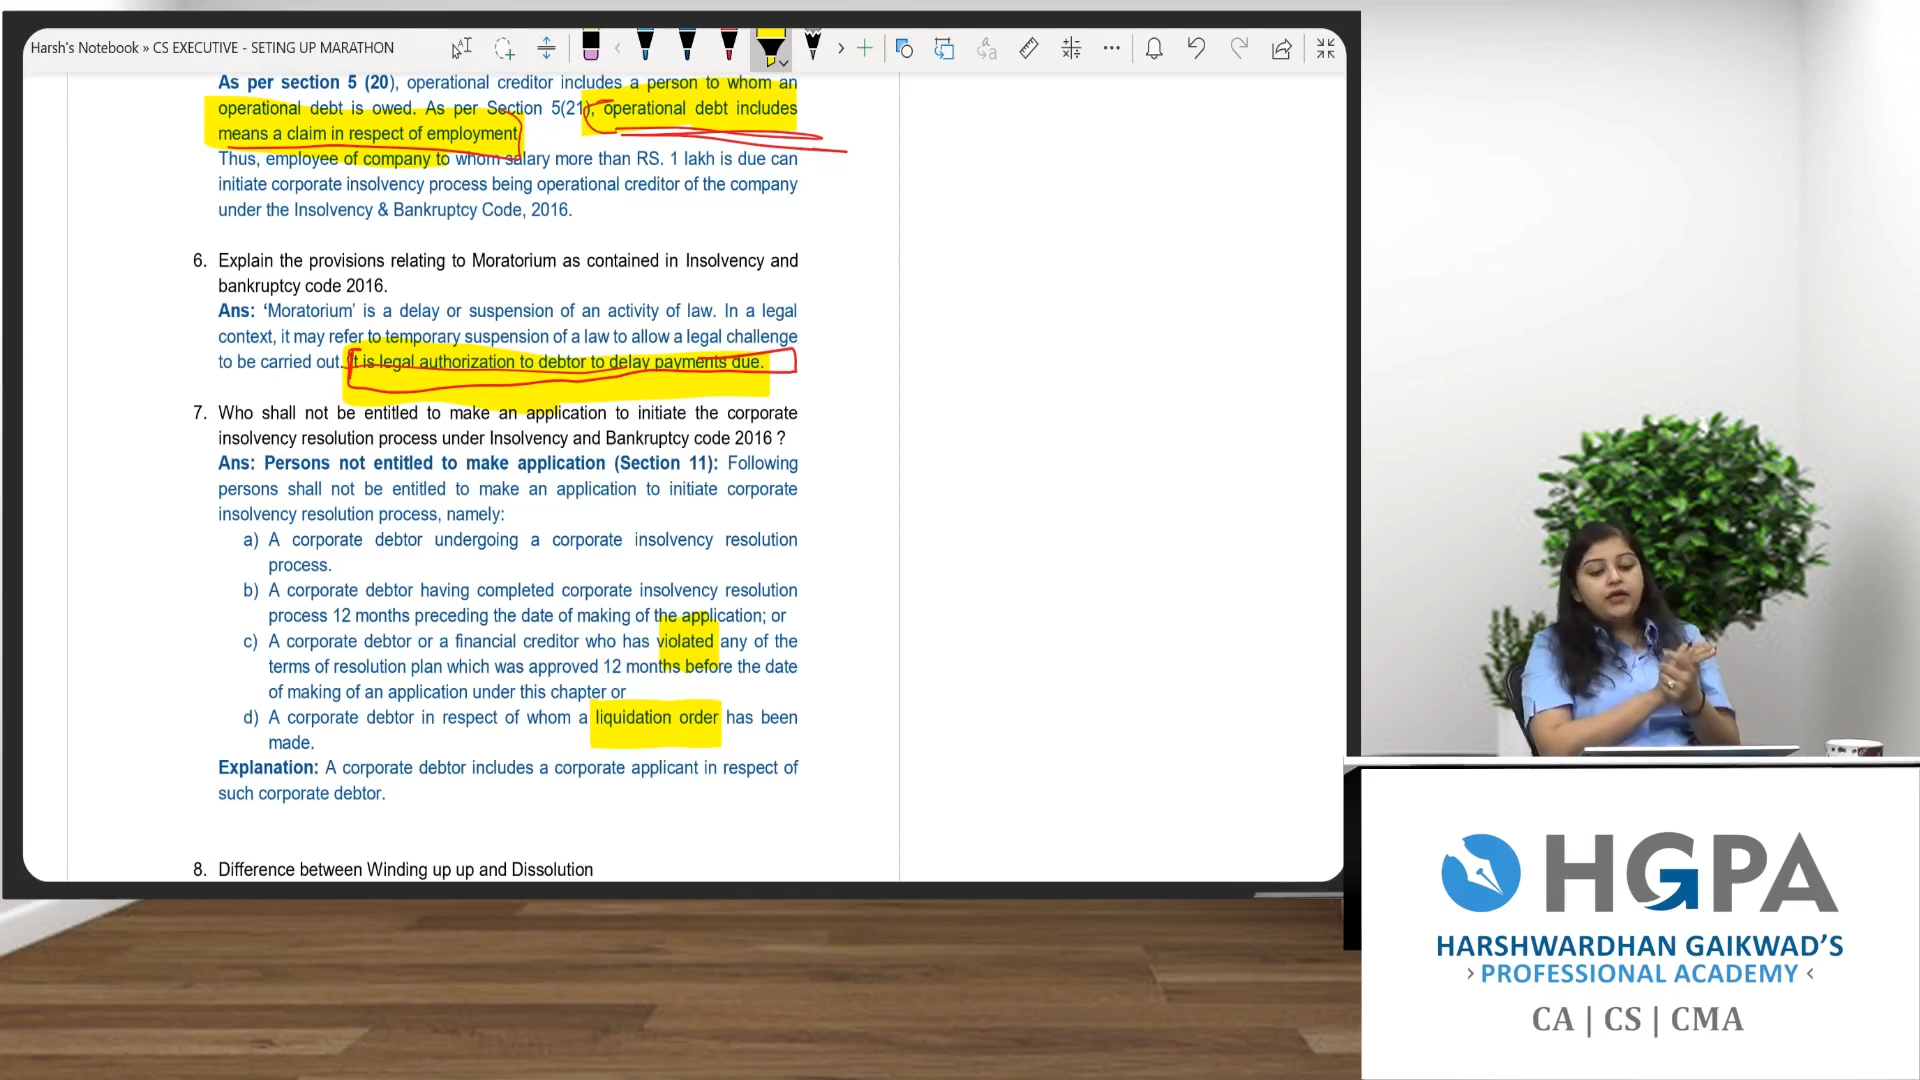 Harsh's Notebook » CS EXECUTIVE - SETING UP MARATHON
As per section 5 (20), operational creditor includes a person to whom an
operational debt is owed. As per Section 5(21), operational debt includes
means a claim in respect of employment
Thus, employee of company to whom salary more than RS. 1 lakh is due can
initiate corporate insolvency process being operational creditor of the company
under the Insolvency & Bankruptcy Code, 2016.
6. Explain the provisions relating to Moratorium as contained in Insolvency and
bankruptcy code 2016.
Ans: ‘Moratorium’ is a delay or suspension of an activity of law. In a legal
context, it may refer to temporary suspension of a law to allow a legal challenge
to be carried out. It is legal authorization to debtor to delay payments due.
7. Who shall not be entitled to make an application to initiate the corporate
insolvency resolution process under Insolvency and Bankruptcy code 2016 ?
Ans: Persons not entitled to make application (Section 11): Following
persons shall not be entitled to make an application to initiate corporate
insolvency resolution process, namely:
a) A corporate debtor undergoing a corporate insolvency resolution
process.
b) A corporate debtor having completed corporate insolvency resolution
process 12 months preceding the date of making of the application; or
c) A corporate debtor or a financial creditor who has violated any of the
terms of resolution plan which was approved 12 months before the date
of making of an application under this chapter or
d) A corporate debtor in respect of whom a liquidation order has been
made.
Explanation: A corporate debtor includes a corporate applicant in respect of
such corporate debtor.
8. Difference between Winding up up and Dissolution
HGPA
HARSHWARDHAN GAIKWAD’S
› PROFESSIONAL ACADEMY ‹
CA | CS | CMA